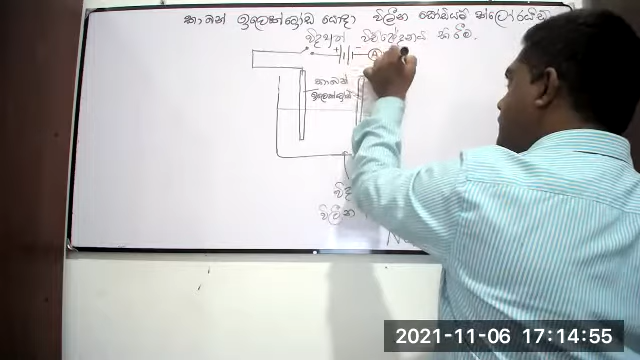 කාබන් ඉලෙක්ට්‍රෝඩ යොදා විලීන සෝඩියම් ක්ලෝරයිඩ්
විද්‍යුත් විච්ඡේදනය කිරීම.
+ −
A
කාබන්
ඉලෙක්ට්‍රෝඩ
විලීන
2021-11-06 17:14:55